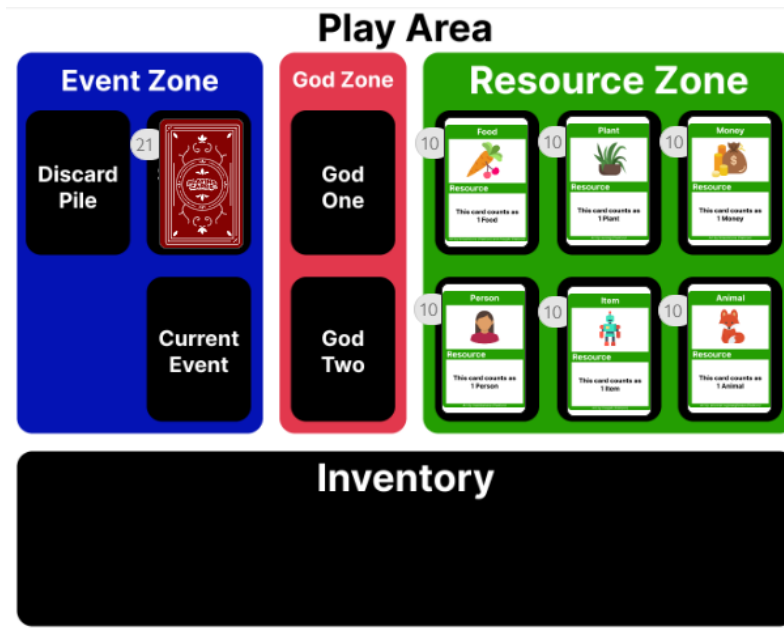 Play Area
Event Zone
God Zone
Resource Zone
Discard
Pile
21
God
One
10
Food
Resource
This card counts as
1 Food
10
Plant
Resource
This card counts as
1 Plant
10
Money
Resource
This card counts as
1 Money
Current
Event
God
Two
10
Person
Resource
This card counts as
1 Person
10
Item
Resource
This card counts as
1 Item
10
Animal
Resource
This card counts as
1 Animal
Inventory